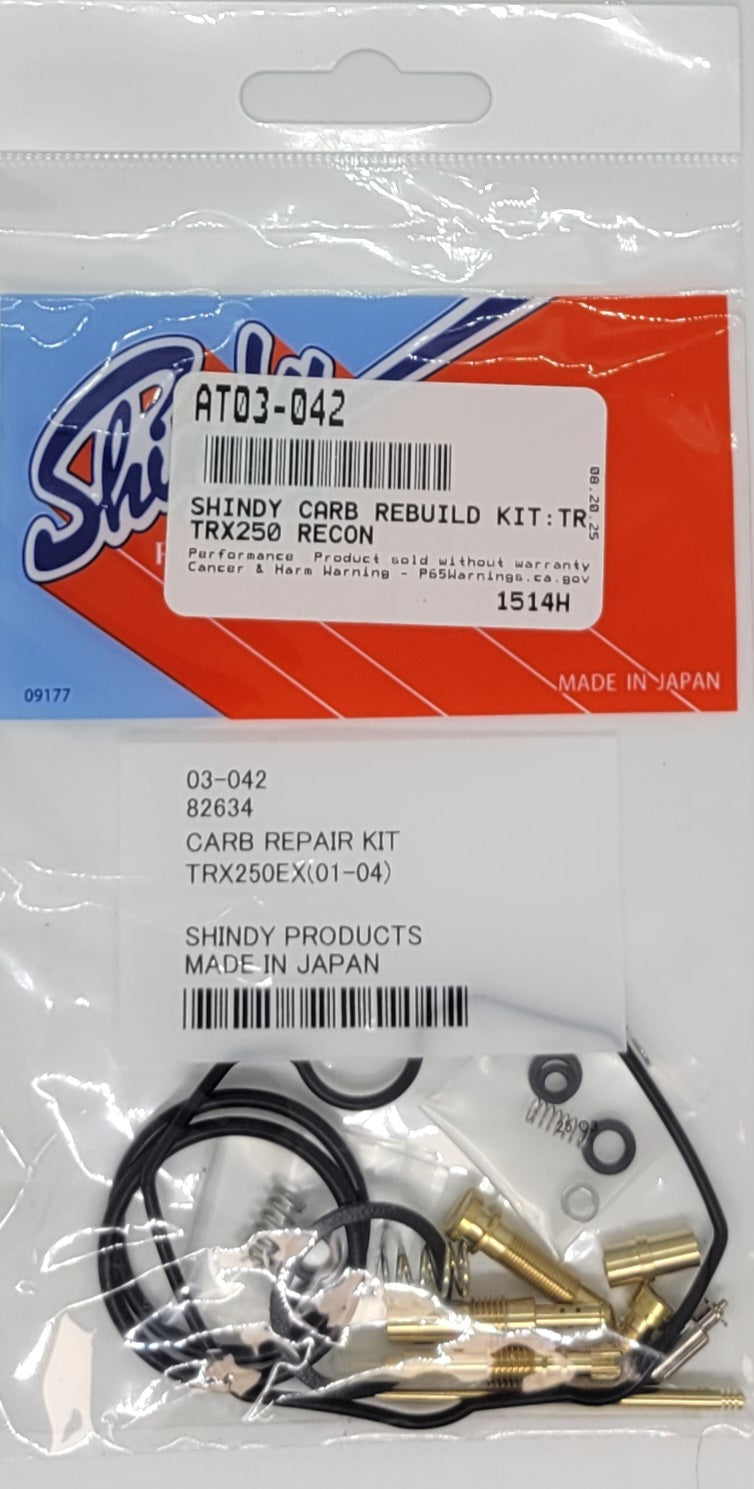 Shi
AT03-042
SHINDY CARB REBUILD KIT:TR
TRX250 RECON
Performance Product sold without warranty
Cancer & Harm Warning - P65Warnings.ca.gov
1514H
08.20.25
09177
MADE IN JAPAN
03-042
82634
CARB REPAIR KIT
TRX250EX(01-04)
SHINDY PRODUCTS
MADE IN JAPAN